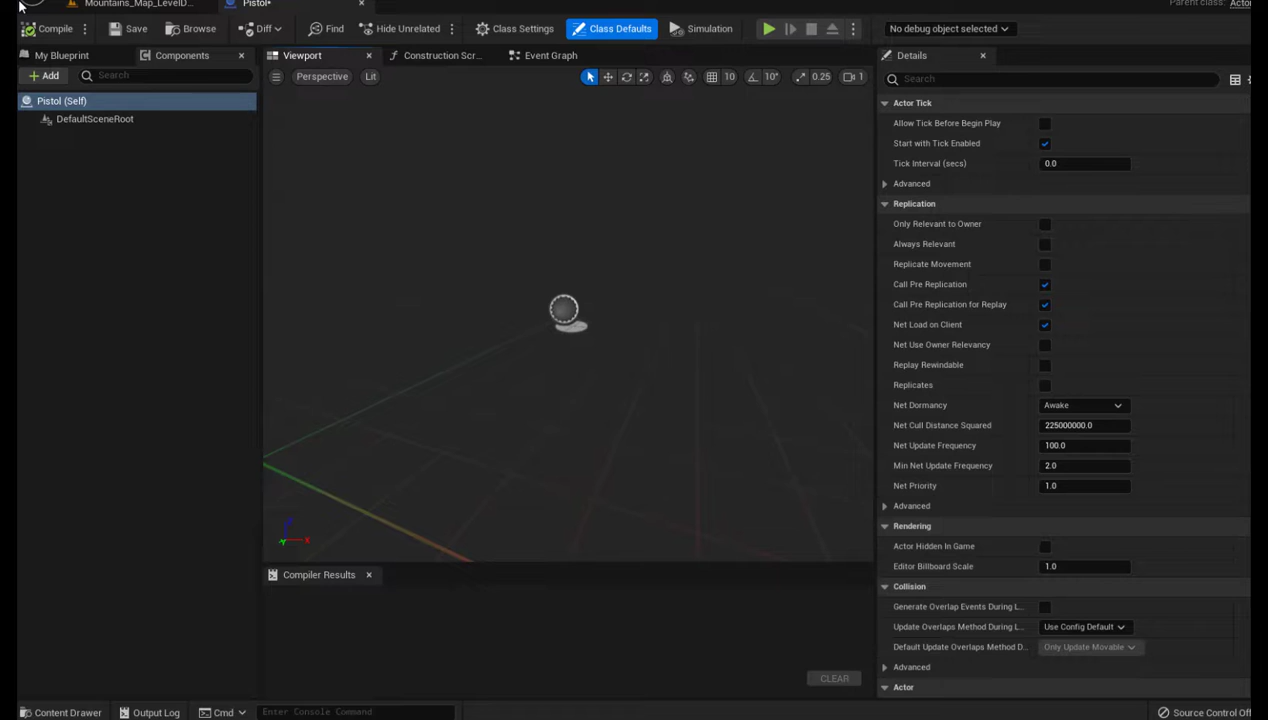 Mountains_Map_LevelD...
Pistol*
Parent class: Actor
Compile
Save
Browse
Diff
Find
Hide Unrelated
Class Settings
Class Defaults
Simulation
No debug object selected
My Blueprint
Components
Viewport
Construction Scr...
Event Graph
Details
Add
Search
Perspective
Lit
10
10°
0.25
1
Search
Pistol (Self)
DefaultSceneRoot
Actor Tick
Allow Tick Before Begin Play
Start with Tick Enabled
Tick Interval (secs)
0.0
Advanced
Replication
Only Relevant to Owner
Always Relevant
Replicate Movement
Call Pre Replication
Call Pre Replication for Replay
Net Load on Client
Net Use Owner Relevancy
Replay Rewindable
Replicates
Net Dormancy
Awake
Net Cull Distance Squared
225000000.0
Net Update Frequency
100.0
Min Net Update Frequency
2.0
Net Priority
1.0
Advanced
Rendering
Actor Hidden In Game
Editor Billboard Scale
1.0
Collision
Generate Overlap Events During L...
Update Overlaps Method During L...
Use Config Default
Default Update Overlaps Method D...
Only Update Movable
Advanced
Actor
Z
X
Y
Compiler Results
CLEAR
Content Drawer
Output Log
Cmd
Enter Console Command
Source Control Off